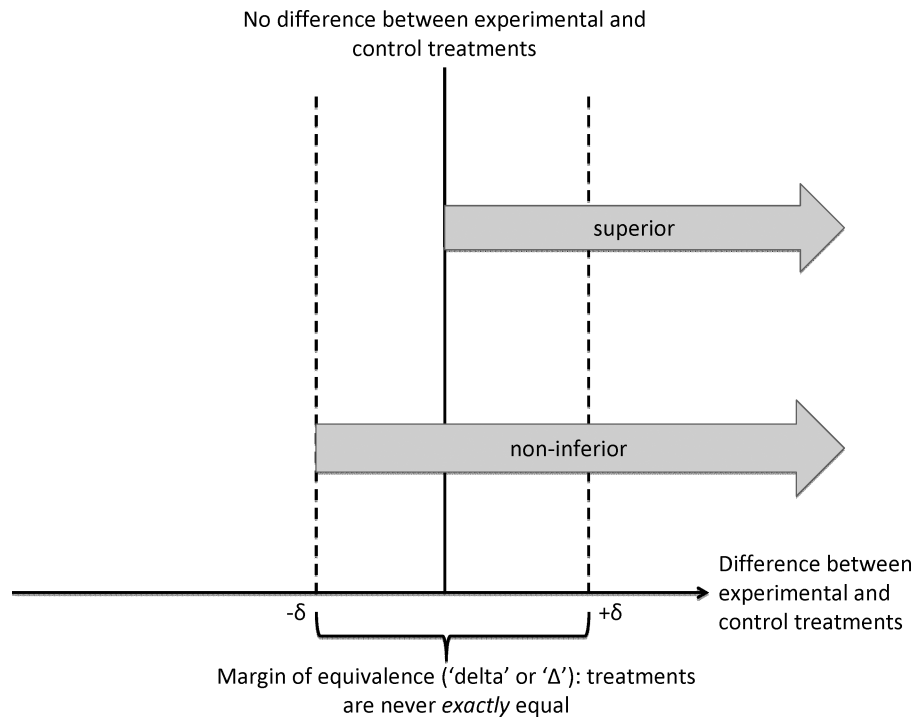 No difference between experimental and
control treatments
superior
non-inferior
Difference between
experimental and
control treatments
-δ
+δ
Margin of equivalence (‘delta’ or ‘Δ’): treatments
are never exactly equal